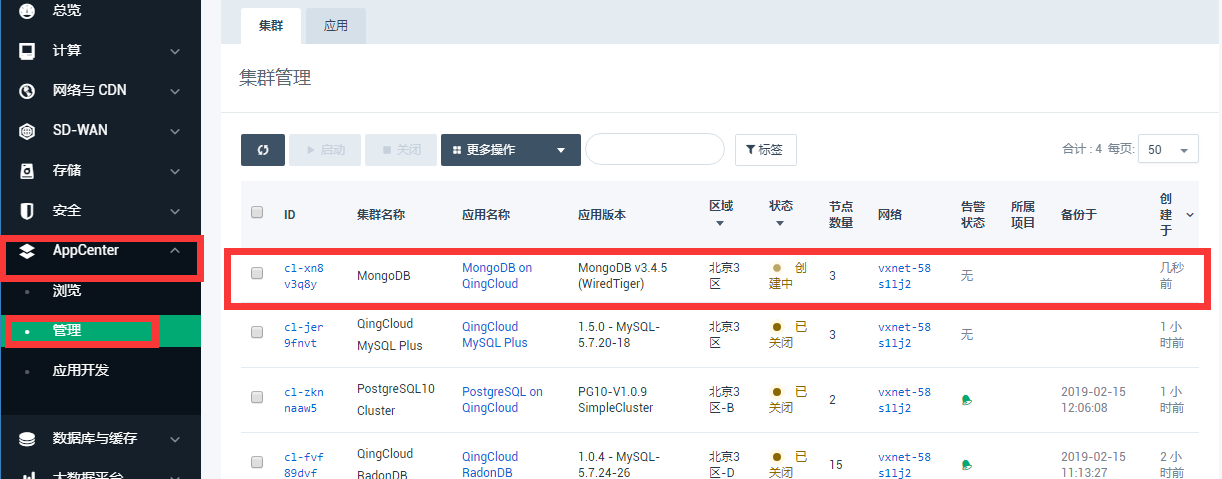 总览
计算
网络与 CDN
SD-WAN
存储
安全
AppCenter
浏览
管理
应用开发
数据库与缓存
大数据平台
集群
应用
集群管理
启动
关闭
更多操作
标签
合计 : 4 每页:
50
ID
集群名称
应用名称
应用版本
区域
状态
节点
数量
网络
告警
状态
所属
项目
备份于
创
建
于
cl-xn8
v3q8y
MongoDB
MongoDB on
QingCloud
MongoDB v3.4.5
(WiredTiger)
北京3
区
创
建中
3
vxnet-58
s1lj2
无
几秒
前
cl-jer
9fnvt
QingCloud
MySQL Plus
QingCloud
MySQL Plus
1.5.0 - MySQL-
5.7.20-18
北京3
区
已
关闭
3
vxnet-58
s1lj2
无
1 小
时前
cl-zkn
naaw5
PostgreSQL10
Cluster
PostgreSQL on
QingCloud
PG10-V1.0.9
SimpleCluster
北京3
区-B
已
关闭
2
vxnet-58
s1lj2
2019-02-15
12:06:08
1 小
时前
cl-fvf
89dvf
QingCloud
RadonDB
QingCloud
RadonDB
1.0.4 - MySQL-
5.7.24-26
北京3
区-D
已
关闭
15
vxnet-58
s1lj2
2019-02-15
11:13:27
2 小
时前